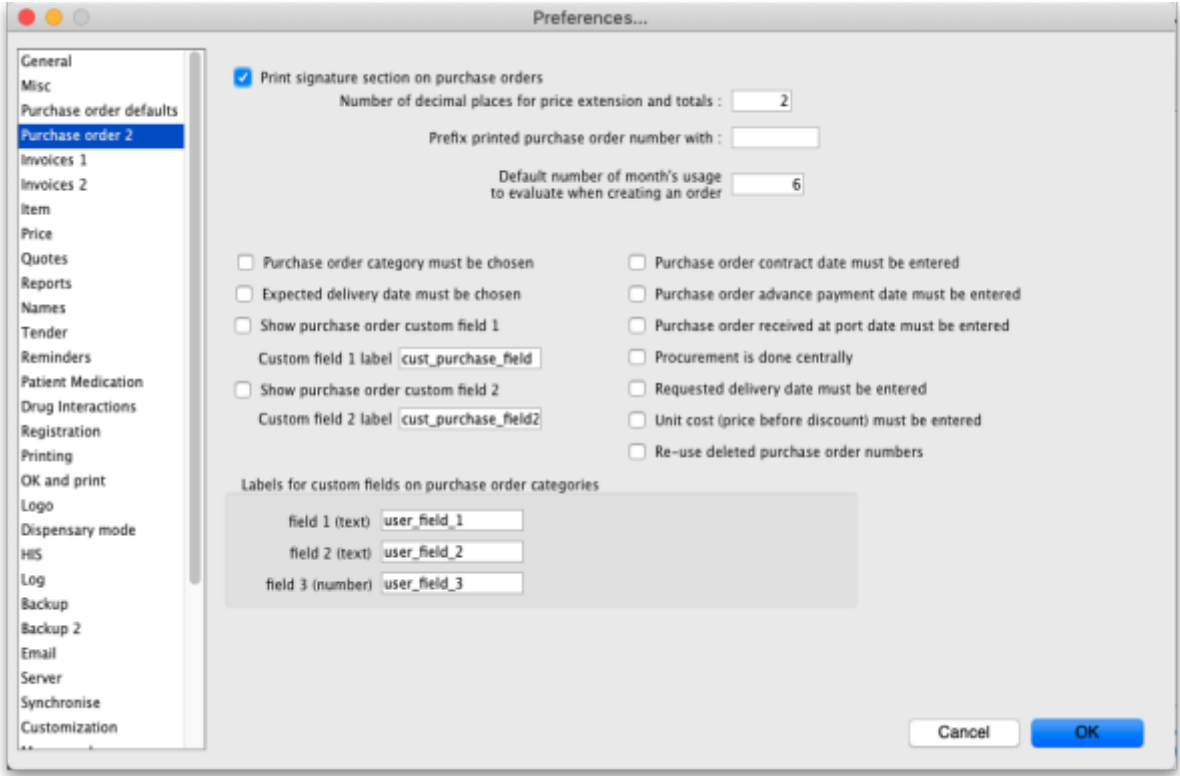 Preferences...
General
Misc
Purchase order defaults
Purchase order 2
Invoices 1
Invoices 2
Item
Price
Quotes
Reports
Names
Tender
Reminders
Patient Medication
Drug Interactions
Registration
Printing
OK and print
Logo
Dispensary mode
HIS
Log
Backup
Backup 2
Email
Server
Synchronise
Customization
Print signature section on purchase orders
Number of decimal places for price extension and totals : 2
Prefix printed purchase order number with :
Default number of month's usage
to evaluate when creating an order 6
Purchase order category must be chosen
Expected delivery date must be chosen
Show purchase order custom field 1
Custom field 1 label cust_purchase_field
Show purchase order custom field 2
Custom field 2 label cust_purchase_field2
Purchase order contract date must be entered
Purchase order advance payment date must be entered
Purchase order received at port date must be entered
Procurement is done centrally
Requested delivery date must be entered
Unit cost (price before discount) must be entered
Re-use deleted purchase order numbers
Labels for custom fields on purchase order categories
field 1 (text) user_field_1
field 2 (text) user_field_2
field 3 (number) user_field_3
Cancel
OK